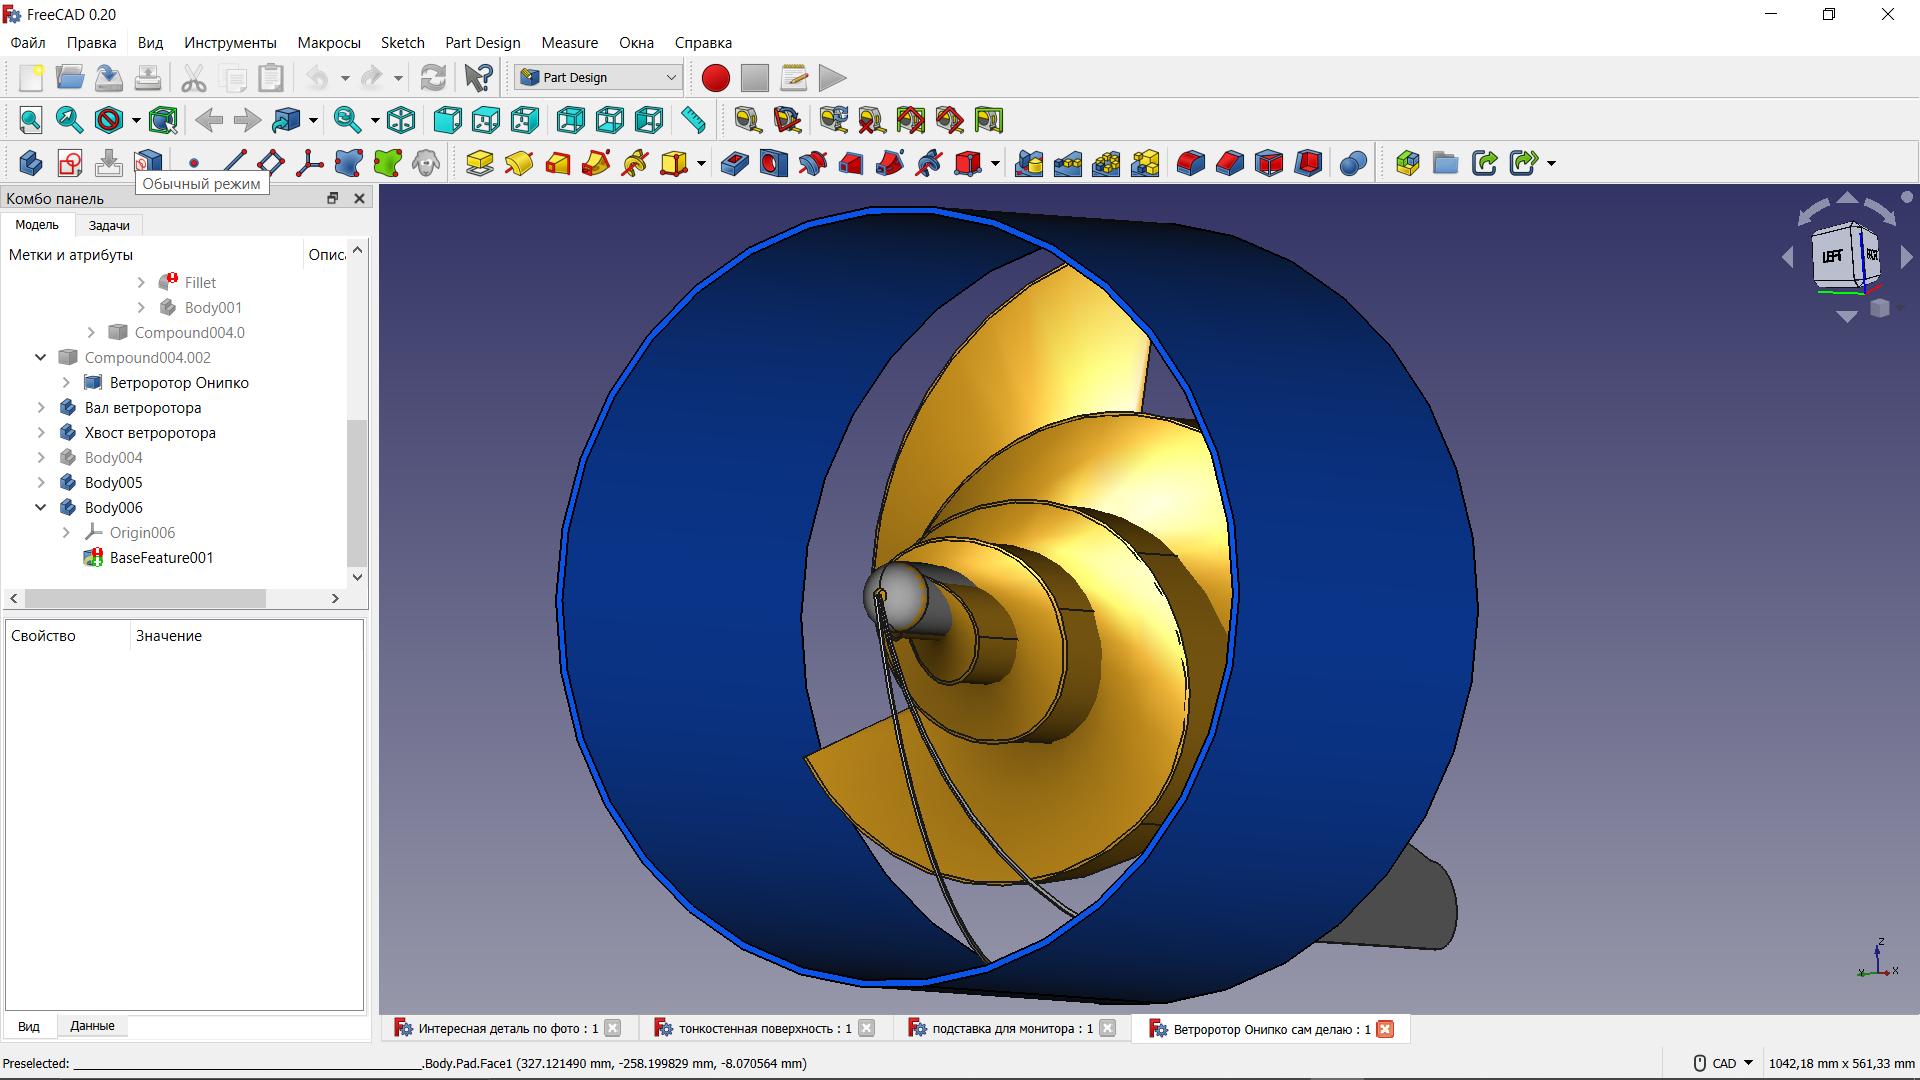 FreeCAD 0.20
Файл Правка Вид Инструменты Макросы Sketch Part Design Measure Окна Справка
Part Design
Обычный режим
Комбо панель
Модель Задачи
Метки и атрибуты Описа
Fillet
Body001
Compound004.0
Compound004.002
Ветроротор Онипко
Вал ветроротора
Хвост ветроротора
Body004
Body005
Body006
Origin006
BaseFeature001
Свойство Значение
LEFT
Z
X
Вид Данные
Интересная деталь по фото : 1 тонкостенная поверхность : 1 подставка для монитора : 1 Ветроротор Онипко сам делаю : 1
Preselected: ______________________________________________.Body.Pad.Face1 (327.121490 mm, -258.199829 mm, -8.070564 mm) CAD 1042,18 mm x 561,33 mm